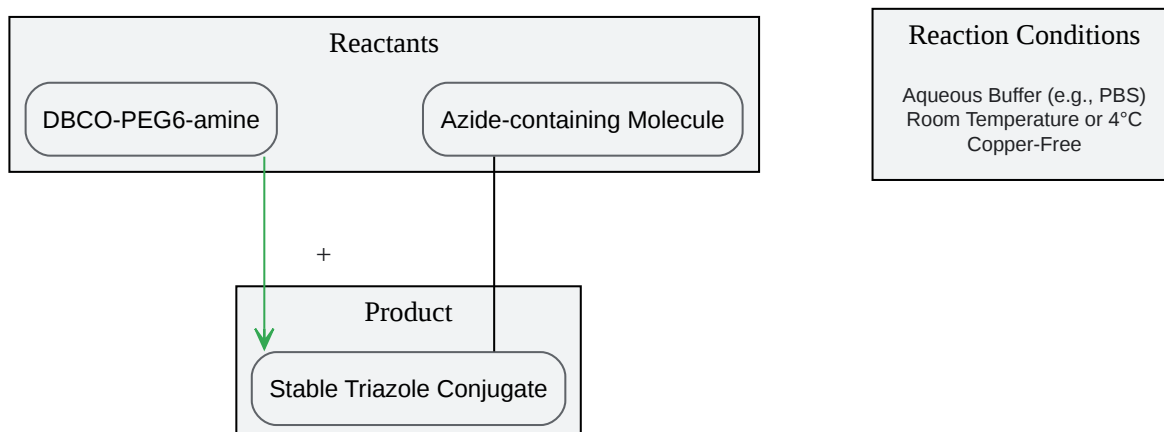 Reactants
DBCO-PEG6-amine
Azide-containing Molecule
+
Product
Stable Triazole Conjugate
Reaction Conditions
Aqueous Buffer (e.g., PBS)
Room Temperature or 4°C
Copper-Free